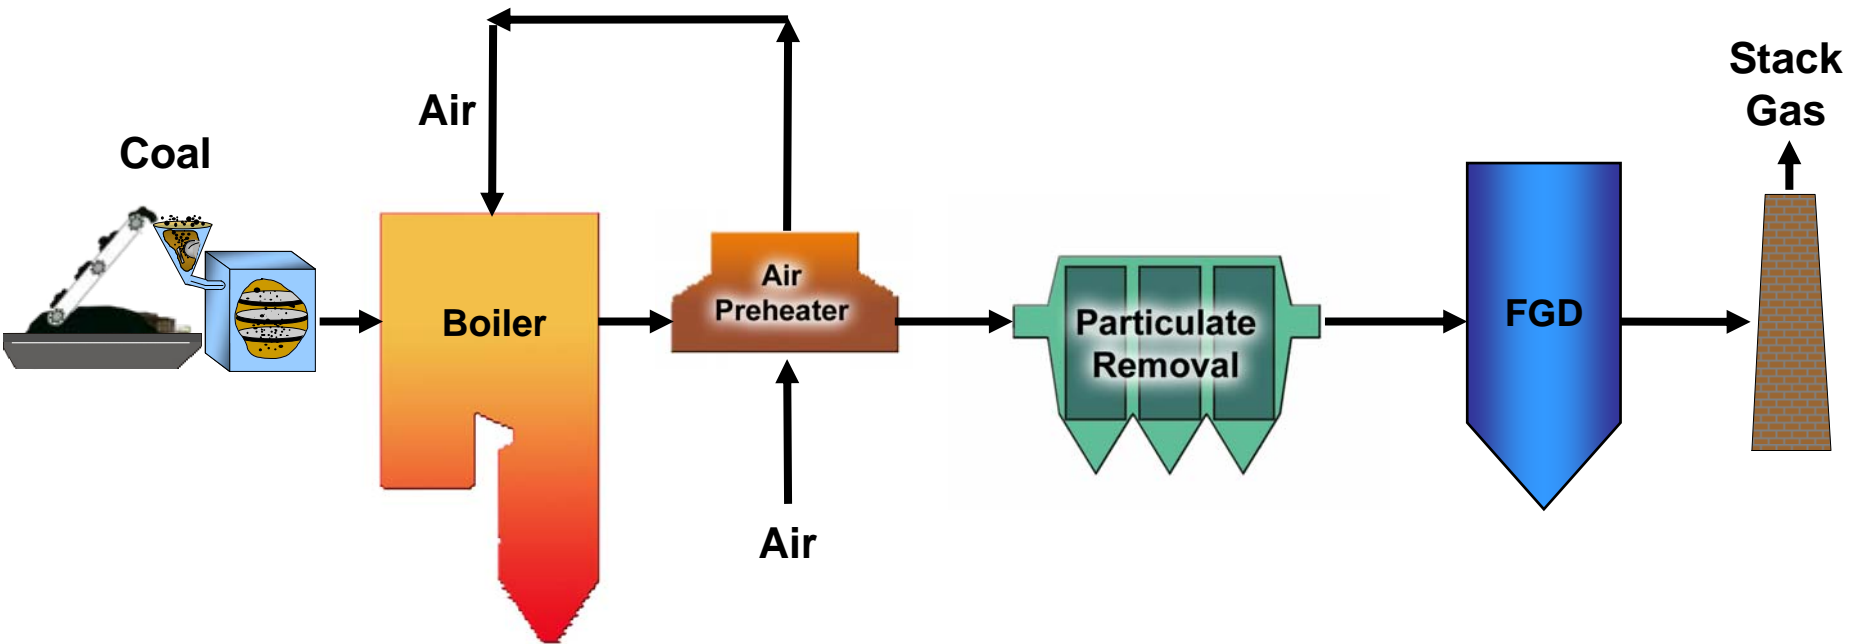 Coal
Air
Boiler
Air
Preheater
Air
Particulate
Removal
FGD
Stack
Gas